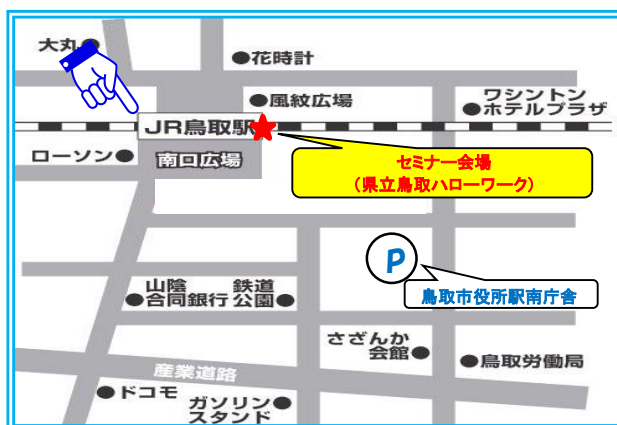 大丸
花時計
風紋広場
ワシントン
ホテルプラザ
JR鳥取駅
ローソン
南口広場
セミナー会場
(県立鳥取ハローワーク)
P
鳥取市役所駅南庁舎
山陰
合同銀行
鉄道
公園
さざんか
会館
鳥取労働局
産業道路
ドコモ
ガソリン
スタンド